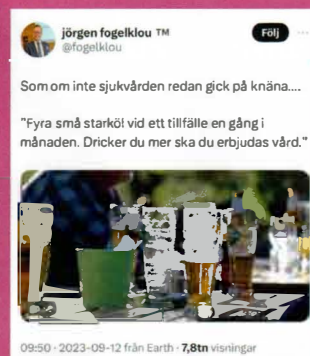 jörgen fogelklou TM
@fogelklou
Följ
Som om inte sjukvården redan gick på knäna....
"Fyra små starköl vid ett tillfälle en gång i
månaden. Dricker du mer ska du erbjudas vård."
09:50 · 2023-09-12 från Earth · 7,8tn visningar